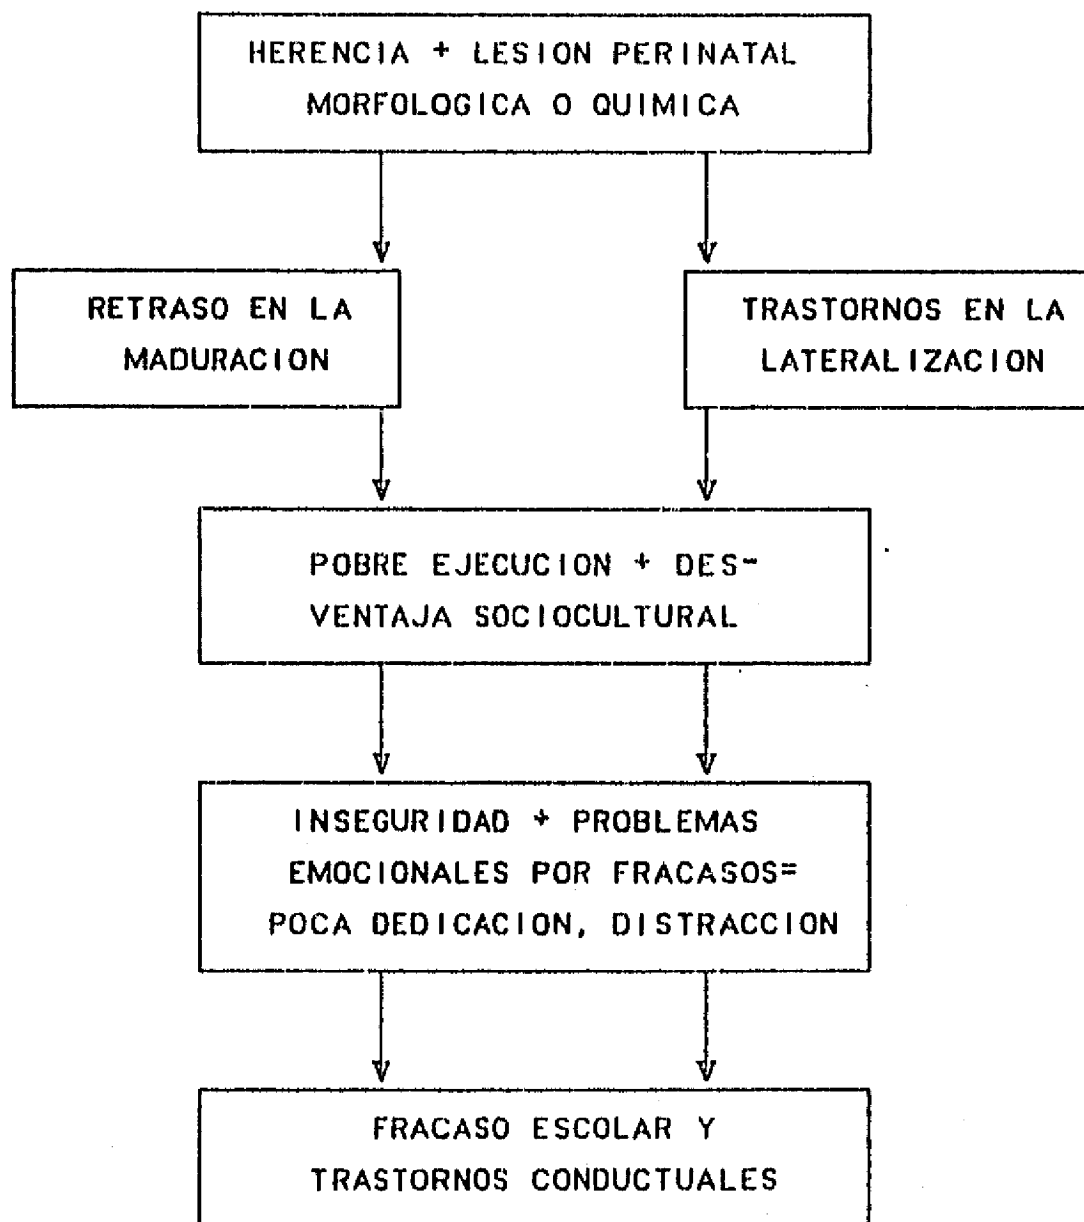 HERENCIA + LESION PERINATAL
MORFOLOGICA O QUIMICA
RETRASO EN LA
MADURACION
TRASTORNOS EN LA
LATERALIZACION
POBRE EJECUCION + DES-
VENTAJA SOCIOCULTURAL
INSEGURIDAD + PROBLEMAS
EMOCIONALES POR FRACASOS=
POCA DEDICACION, DISTRACCION
FRACASO ESCOLAR Y
TRASTORNOS CONDUCTUALES